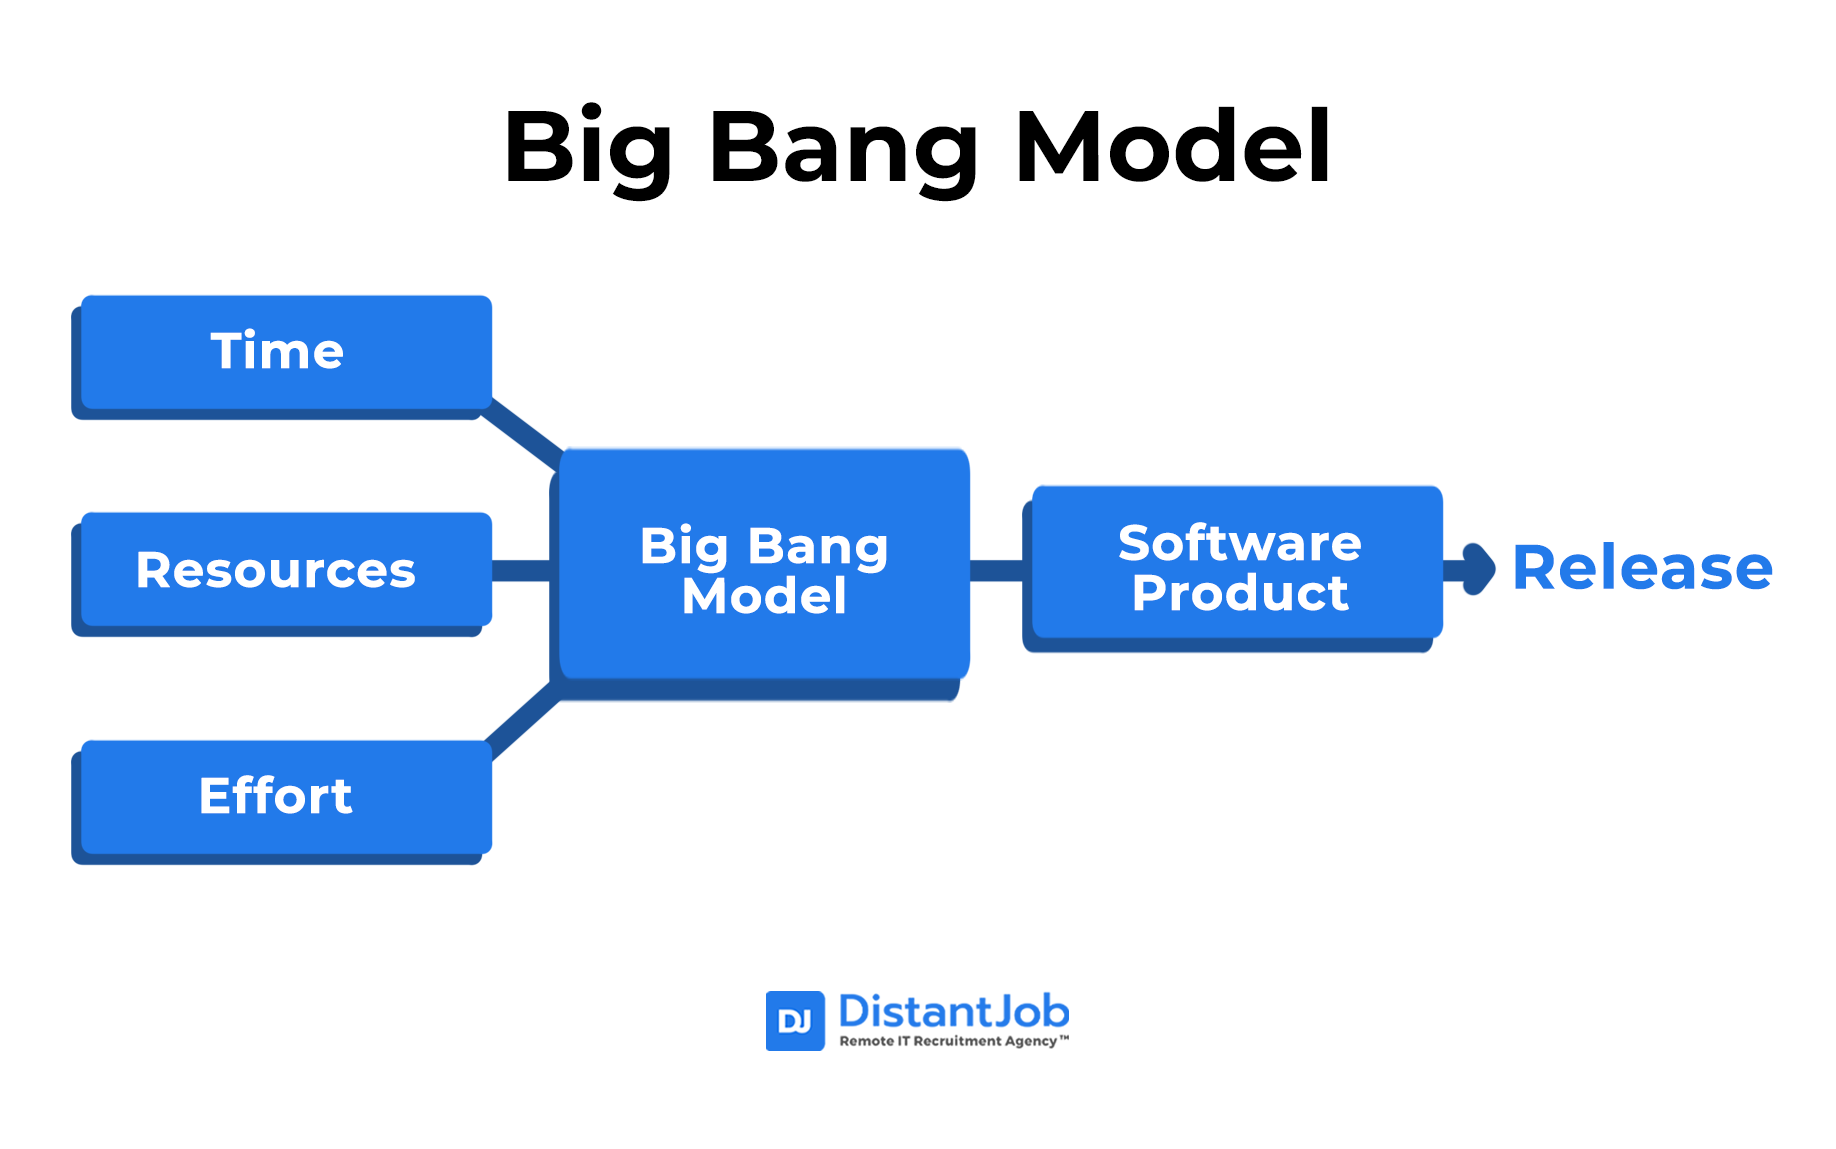 Big Bang Model
Time
Resources
Effort
Big Bang
Model
Software
Product
Release
DJ
DistantJob
Remote IT Recruitment Agency™